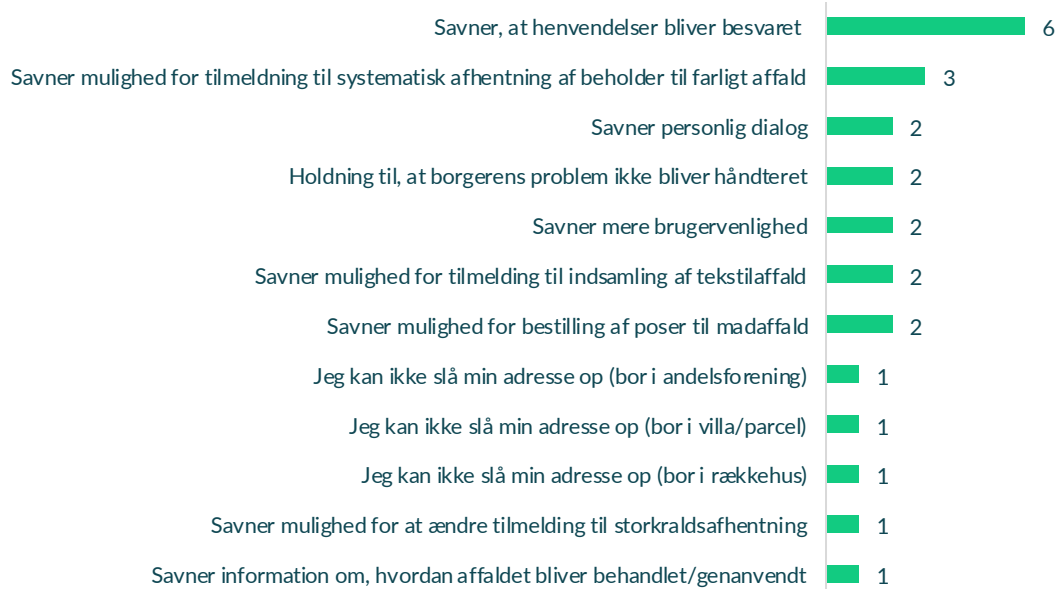 Savner, at henvendelser bliver besvaret 6
Savner mulighed for tilmeldning til systematisk afhentning af beholder til farligt affald 3
Savner personlig dialog 2
Holdning til, at borgerens problem ikke bliver håndteret 2
Savner mere brugervenlighed 2
Savner mulighed for tilmelding til indsamling af tekstilaffald 2
Savner mulighed for bestilling af poser til madaffald 2
Jeg kan ikke slå min adresse op (bor i andelsforening) 1
Jeg kan ikke slå min adresse op (bor i villa/parcel) 1
Jeg kan ikke slå min adresse op (bor i rækkehus) 1
Savner mulighed for at ændre tilmelding til storkraldsafhentning 1
Savner information om, hvordan affaldet bliver behandlet/genanvendt 1